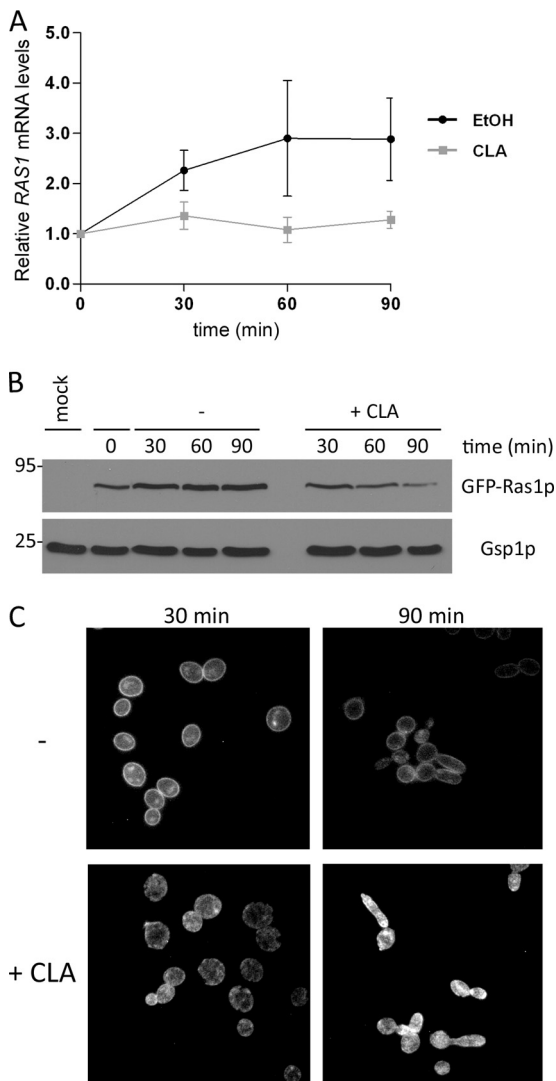 A
Relative RAS1 mRNA levels
5.0
4.0
3.0
2.0
1.0
0.0
0 30 60 90
time (min)
EtOH
CLA
B
mock
- + CLA
0 30 60 90 30 60 90 time (min)
95-
GFP-Ras1p
25-
Gsp1p
C
30 min 90 min
-
+ CLA